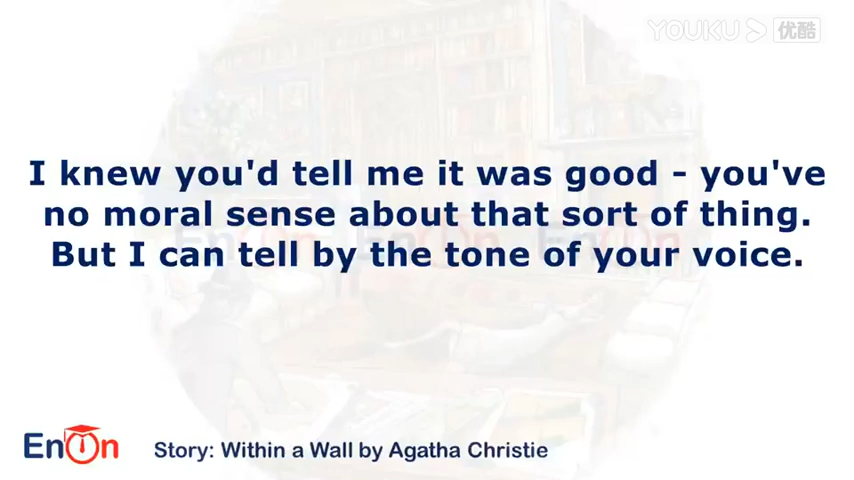 YOUKU 优酷
I knew you'd tell me it was good - you've
no moral sense about that sort of thing.
But I can tell by the tone of your voice.
EnOn
Story: Within a Wall by Agatha Christie